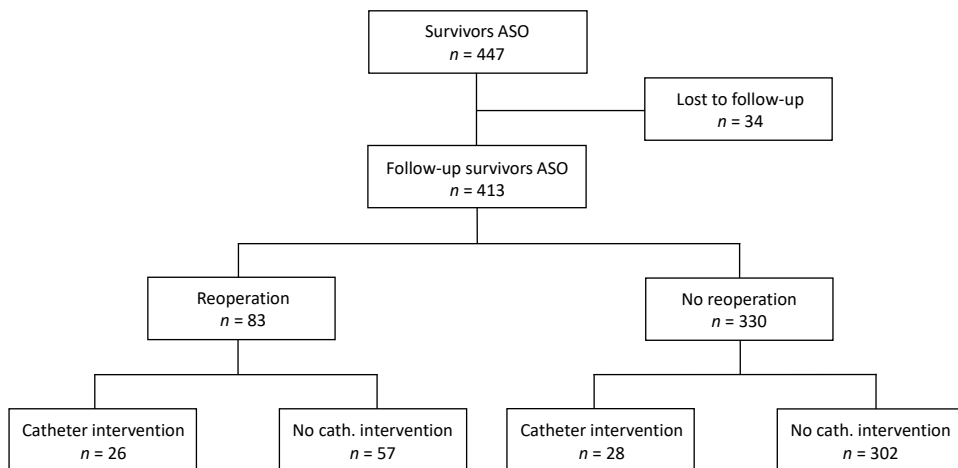 Survivors ASO
n = 447
Lost to follow-up
n = 34
Follow-up survivors ASO
n = 413
Reoperation
n = 83
No reoperation
n = 330
Catheter intervention
n = 26
No cath. intervention
n = 57
Catheter intervention
n = 28
No cath. intervention
n = 302